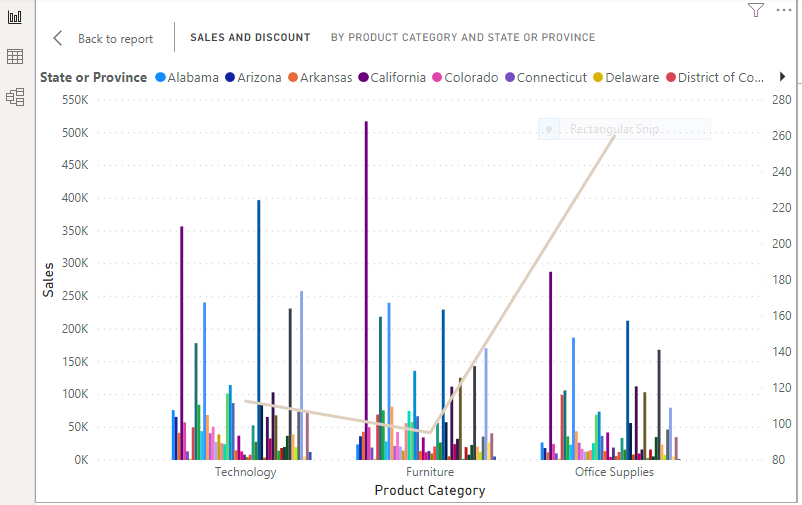 Back to report
SALES AND DISCOUNT
BY PRODUCT CATEGORY AND STATE OR PROVINCE
State or Province Alabama Arizona Arkansas California Colorado Connecticut Delaware District of Co...
Rectangular Snip
550K
500K
450K
400K
350K
300K
250K
200K
150K
100K
50K
0K
Sales
280
260
240
220
200
180
160
140
120
100
80
Technology Furniture Office Supplies
Product Category